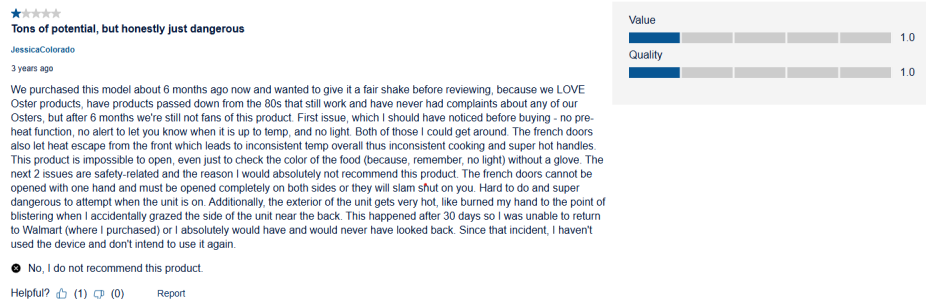 Tons of potential, but honestly just dangerous
JessicaColorado
3 years ago
We purchased this model about 6 months ago now and wanted to give it a fair shake before reviewing, because we LOVE
Oster products, have products passed down from the 80s that still work and have never had complaints about any of our
Osters, but after 6 months we're still not fans of this product. First issue, which I should have noticed before buying - no pre-
heat function, no alert to let you know when it is up to temp, and no light. Both of those I could get around. The french doors
also let heat escape from the front which leads to inconsistent temp overall thus inconsistent cooking and super hot handles.
This product is impossible to open, even just to check the color of the food (because, remember, no light) without a glove. The
next 2 issues are safety-related and the reason I would absolutely not recommend this product. The french doors cannot be
opened with one hand and must be opened completely on both sides or they will slam shut on you. Hard to do and super
dangerous to attempt when the unit is on. Additionally, the exterior of the unit gets very hot, like burned my hand to the point of
blistering when I accidentally grazed the side of the unit near the back. This happened after 30 days so I was unable to return
to Walmart (where I purchased) or I absolutely would have and would never have looked back. Since that incident, I haven't
used the device and don't intend to use it again.
No, I do not recommend this product.
Helpful? (1) (0) Report
Value
1.0
Quality
1.0